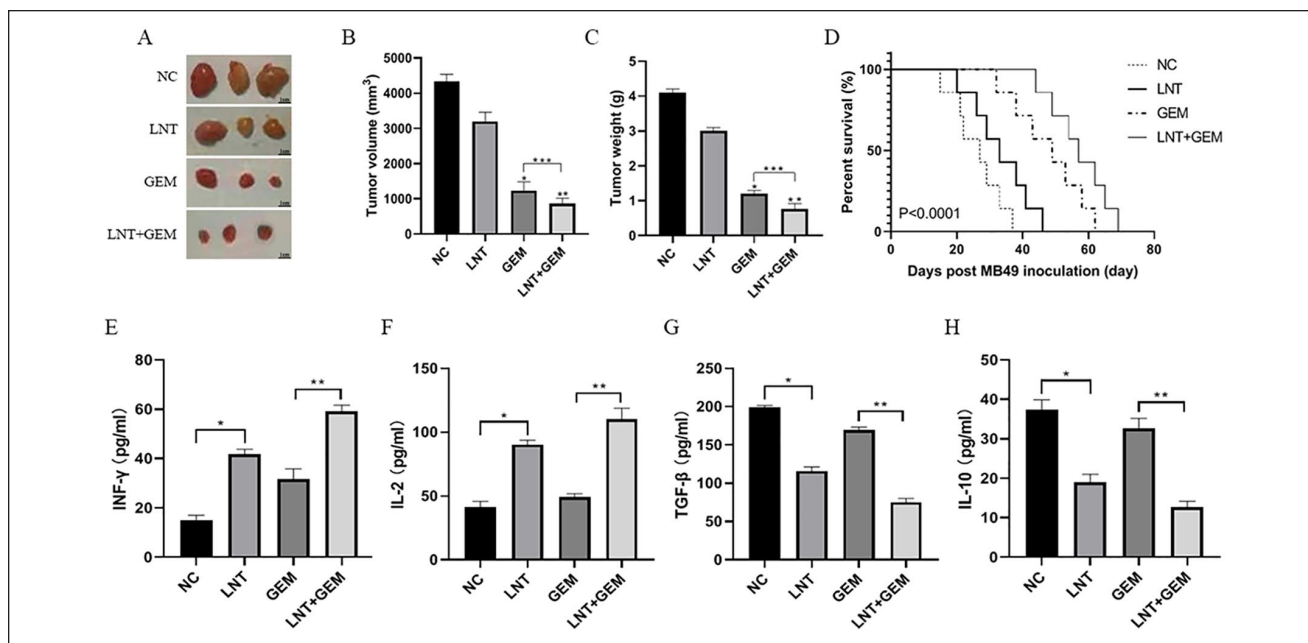 A
NC
LNT
GEM
LNT+GEM
1cm
1cm
1cm
1cm
B
Tumor volume (mm³)
5000
4000
3000
2000
1000
0
*
***
**
NC
LNT
GEM
LNT+GEM
C
Tumor weight (g)
6
4
2
0
*
***
**
NC
LNT
GEM
LNT+GEM
D
Percent survival (%)
100
50
0
P<0.0001
0
20
40
60
80
Days post MB49 inoculation (day)
NC
LNT
GEM
LNT+GEM
E
INF-γ (pg/ml)
80
60
40
20
0
*
**
NC
LNT
GEM
LNT+GEM
F
IL-2 (pg/ml)
150
100
50
0
*
**
NC
LNT
GEM
LNT+GEM
G
TGF-β (pg/ml)
250
200
150
100
50
0
*
**
NC
LNT
GEM
LNT+GEM
H
IL-10 (pg/ml)
50
40
30
20
10
0
*
**
NC
LNT
GEM
LNT+GEM